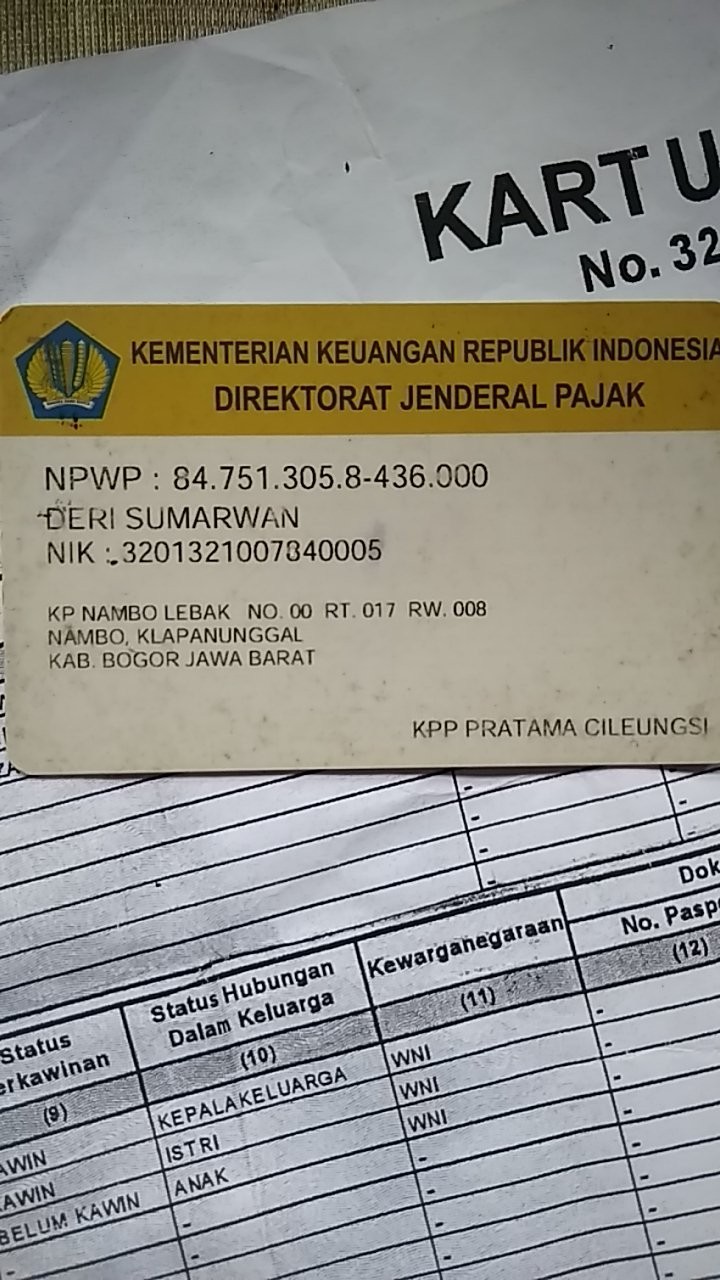 KARTU
No. 32
KEMENTERIAN KEUANGAN REPUBLIK INDONESIA
DIREKTORAT JENDERAL PAJAK
NPWP : 84.751.305.8-436.000
DERI SUMARWAN
NIK : 3201321007840005
KP NAMBO LEBAK NO. 00 RT. 017 RW. 008
NAMBO, KLAPANUNGGAL
KAB. BOGOR JAWA BARAT
KPP PRATAMA CILEUNGSI
Dok
Status
erkawinan
Status Hubungan
Dalam Keluarga
Kewarganegaraan
No. Paspo
(9)
(10)
(11)
(12)
AWIN
KEPALA KELUARGA
WNI
-
KAWIN
ISTRI
WNI
-
BELUM KAWIN
ANAK
WNI
-